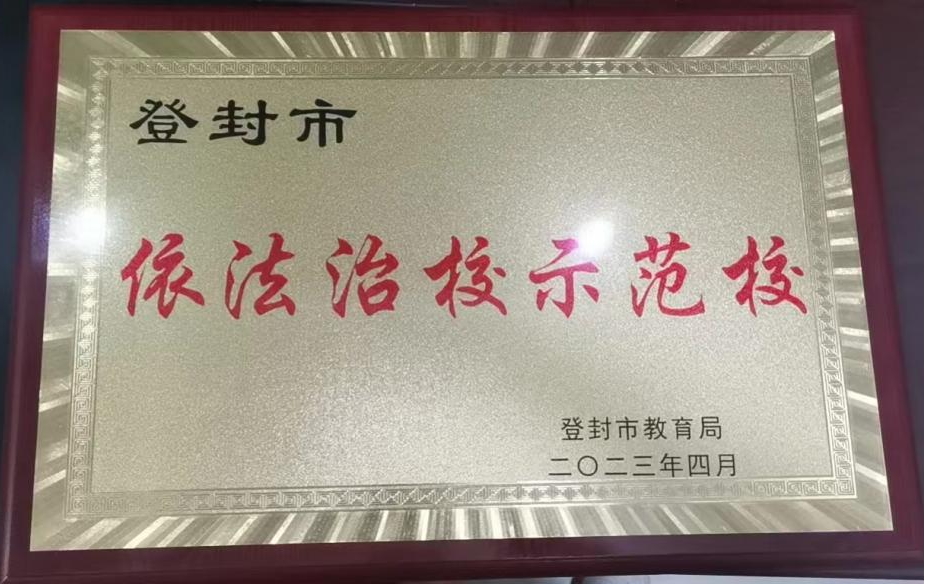 登封市
依法治校示范校
登封市教育局
二〇二三年四月